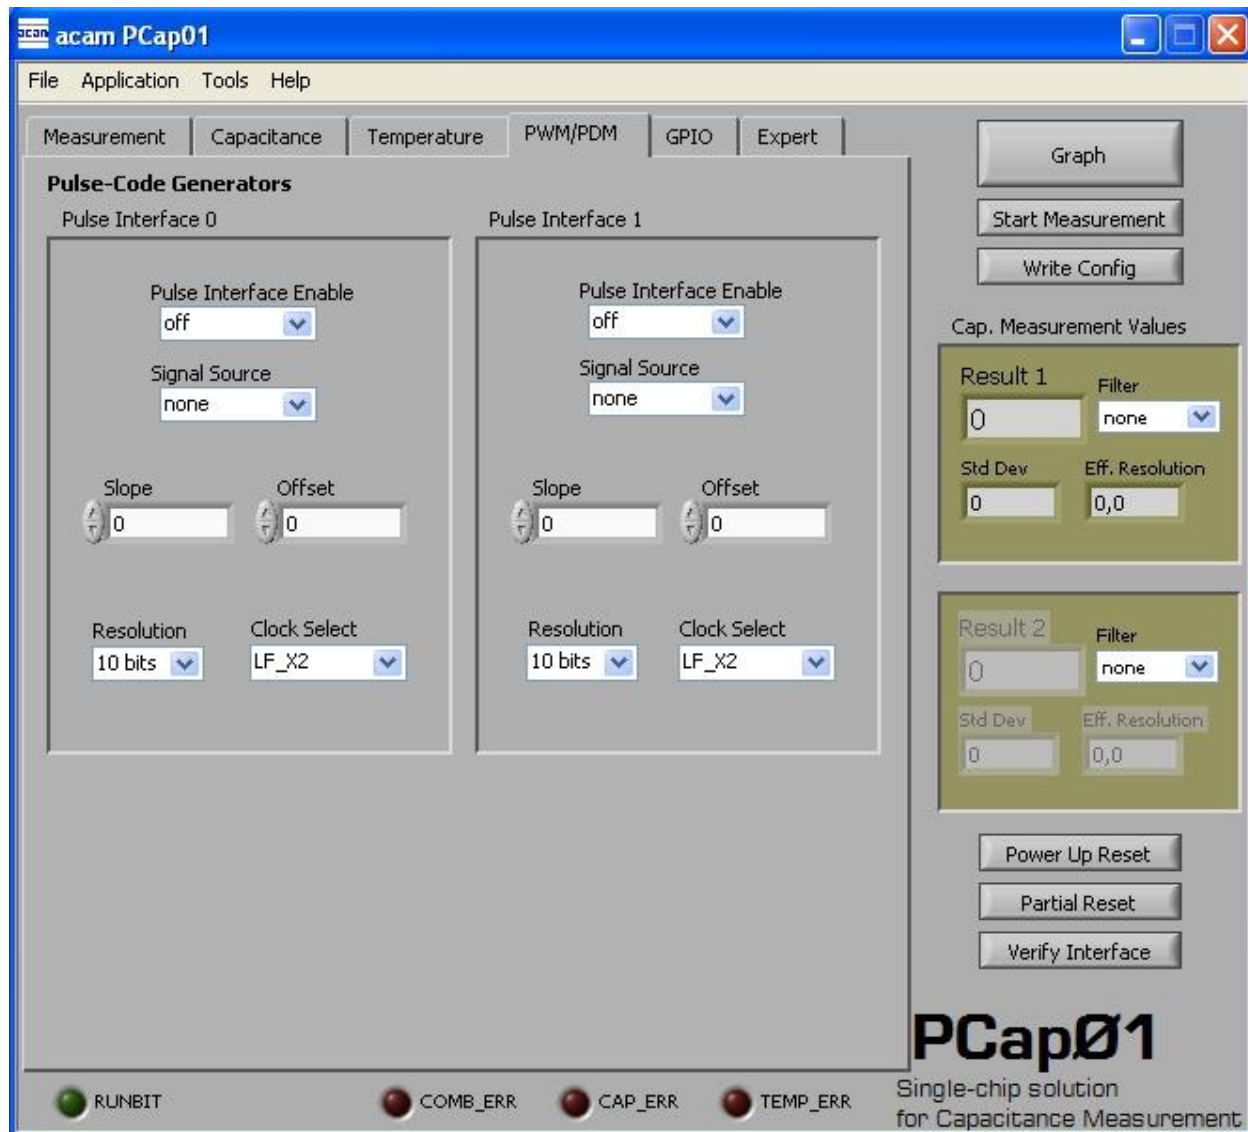 acam acam PCap01
File Application Tools Help
Measurement Capacitance Temperature PWM/PDM GPIO Expert
Pulse-Code Generators
Pulse Interface 0
Pulse Interface Enable
off
Signal Source
none
Slope Offset
0 0
Resolution Clock Select
10 bits LF_X2
Pulse Interface 1
Pulse Interface Enable
off
Signal Source
none
Slope Offset
0 0
Resolution Clock Select
10 bits LF_X2
Graph
Start Measurement
Write Config
Cap. Measurement Values
Result 1 Filter
0 none
Std Dev Eff. Resolution
0 0,0
Result 2 Filter
0 none
Std Dev Eff. Resolution
0 0,0
Power Up Reset
Partial Reset
Verify Interface
PCapØ1
Single-chip solution
for Capacitance Measurement
RUNBIT COMB_ERR CAP_ERR TEMP_ERR